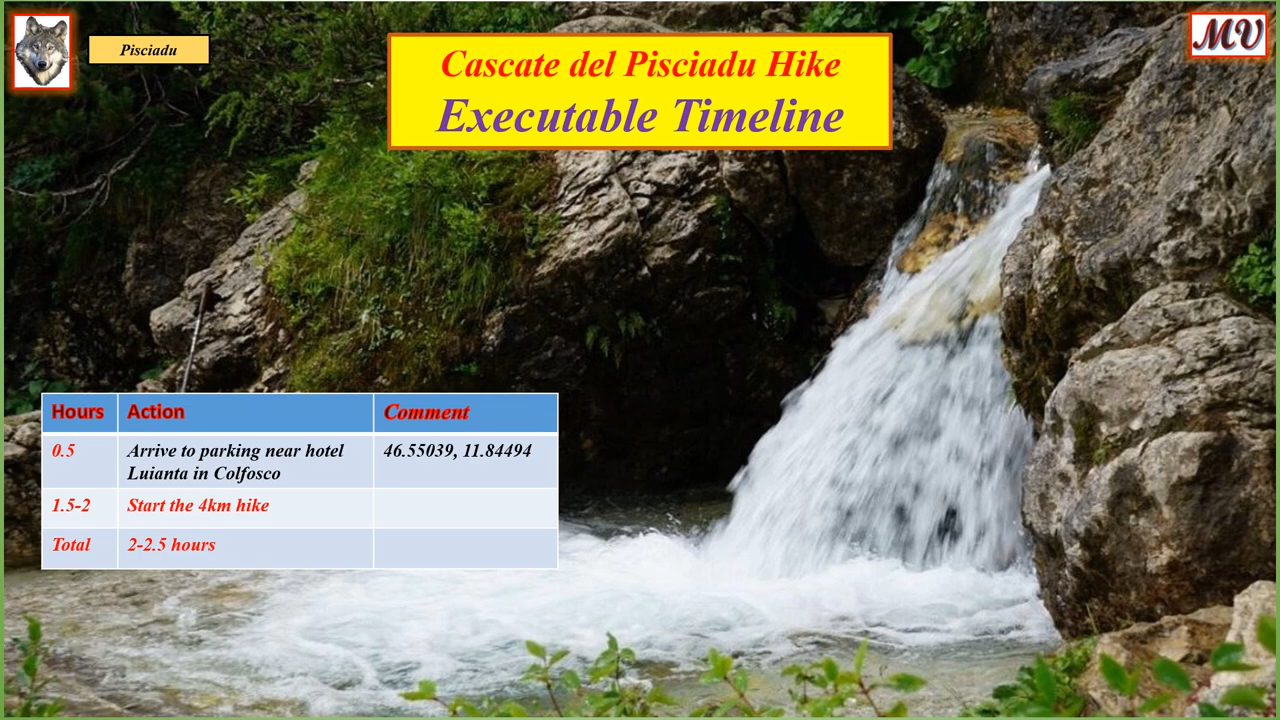 Pisciadu
Cascate del Pisciadu Hike
Executable Timeline
MV
Hours Action Comment
0.5 Arrive to parking near hotel Luianta in Colfosco 46.55039, 11.84494
1.5-2 Start the 4km hike
Total 2-2.5 hours